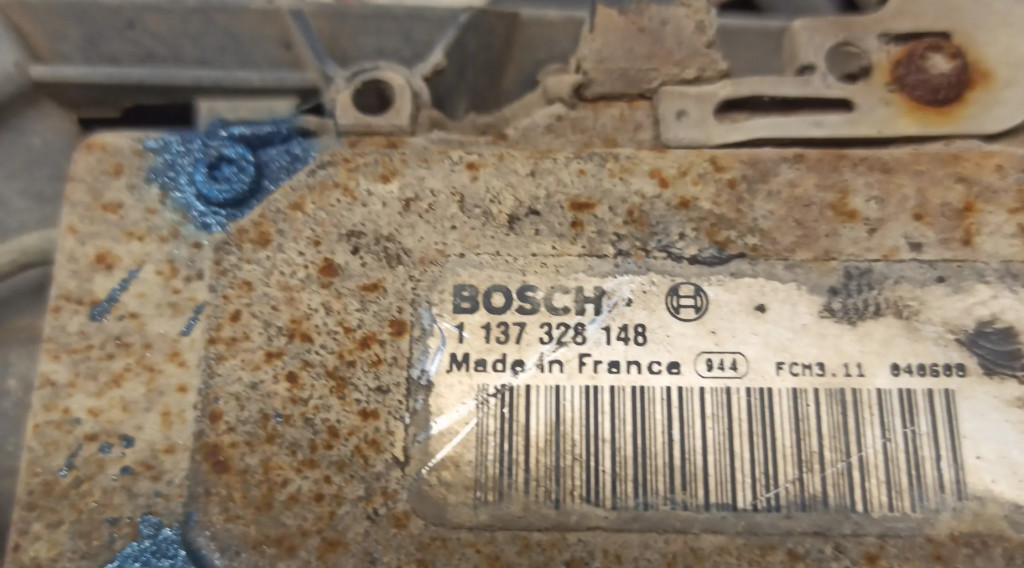 BOSCH
1 137 328 148
Made in France 944 FCM3.11 040608